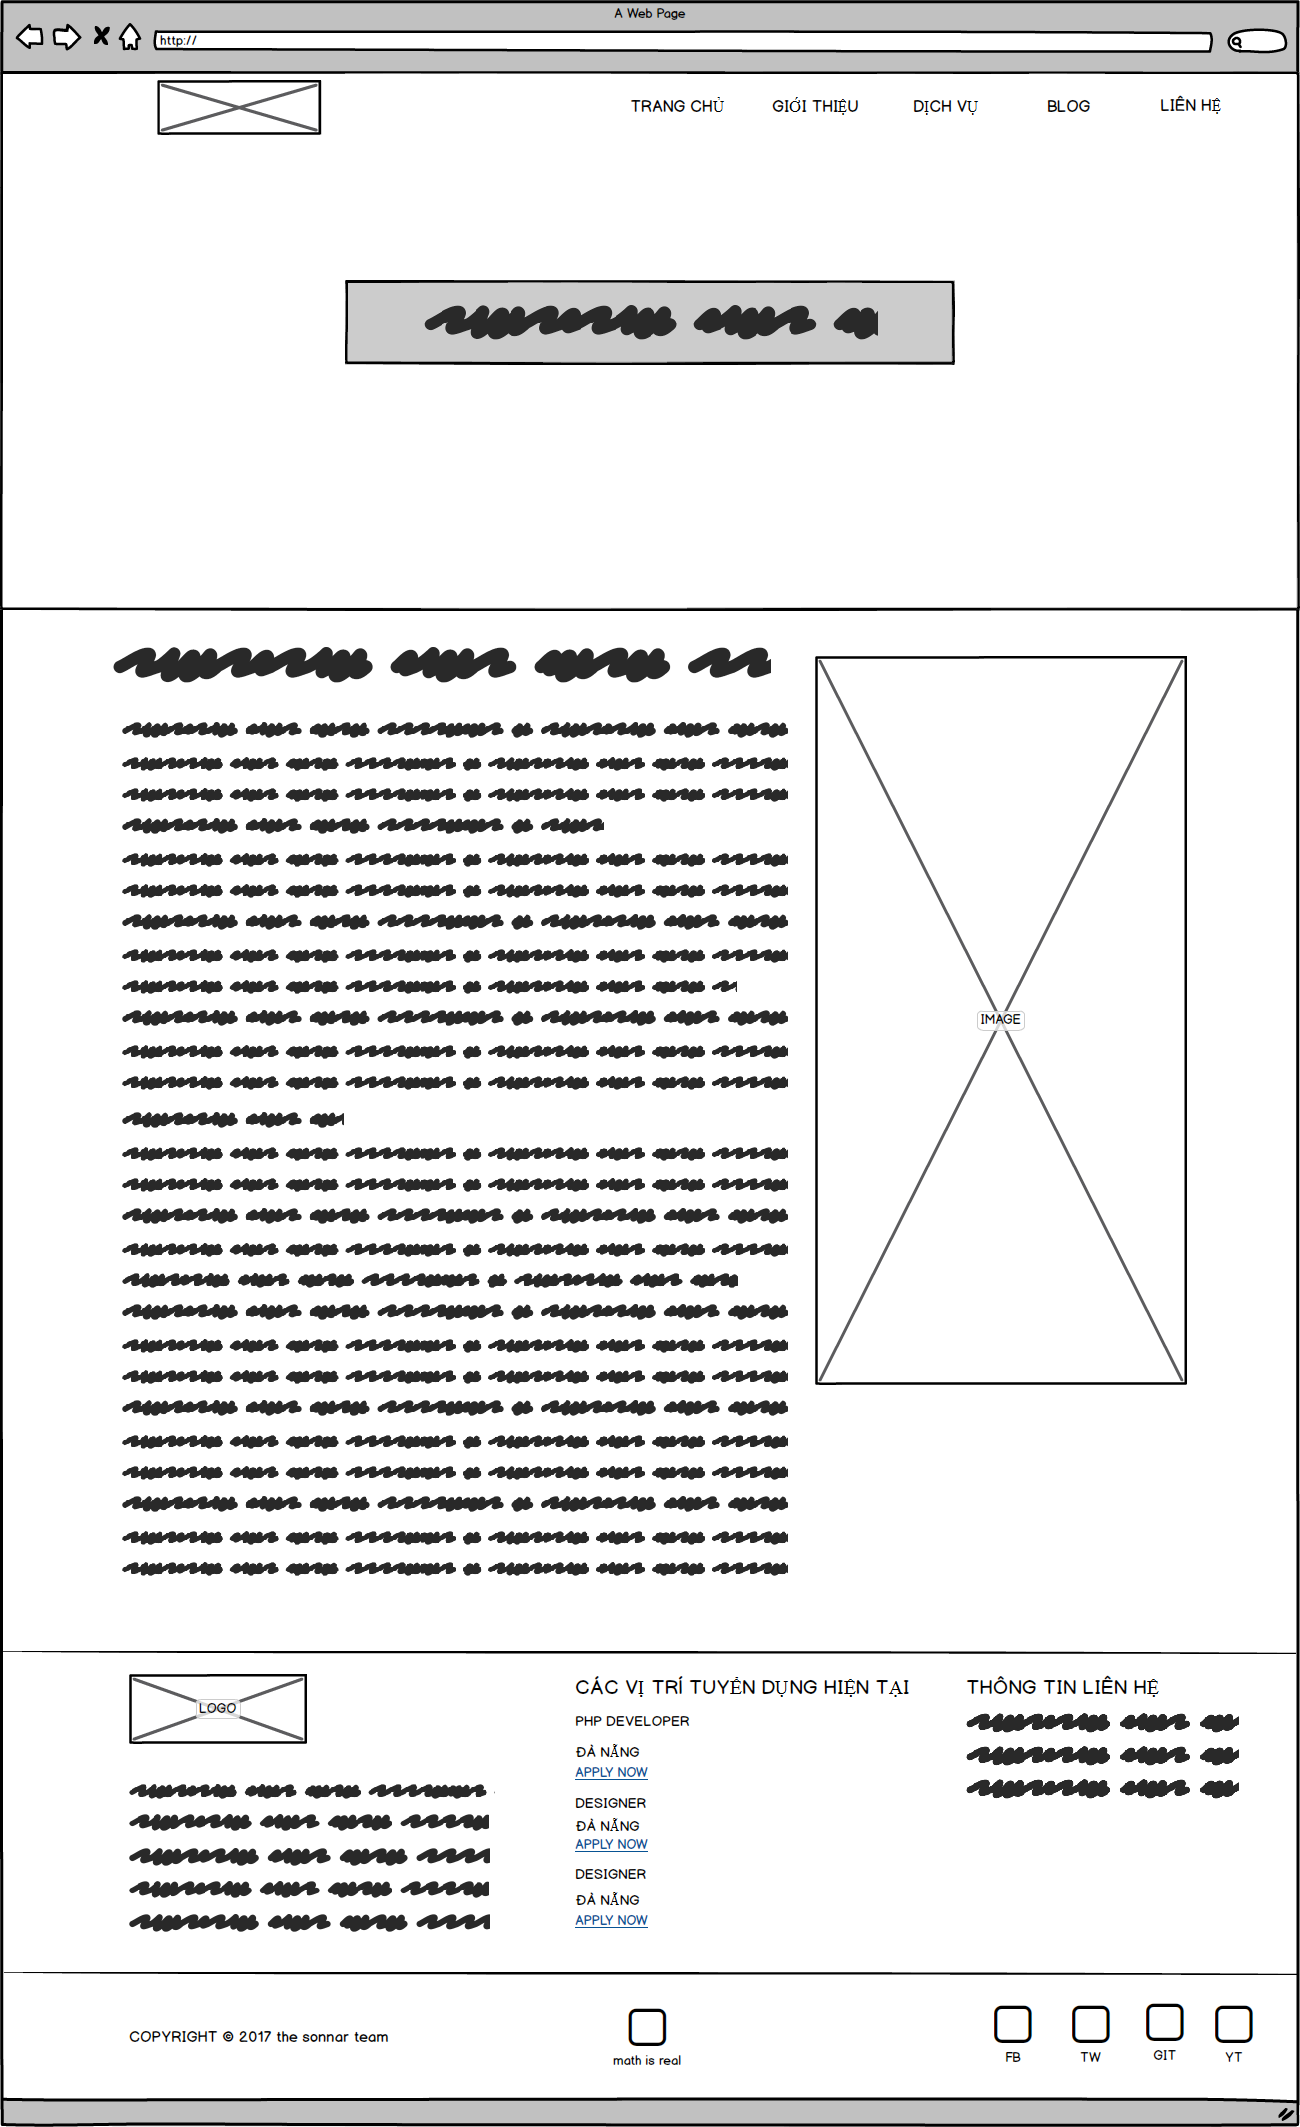 A Web Page
http://
TRANG CHỦ GIỚI THIỆU DỊCH VỤ BLOG LIÊN HỆ
IMAGE
LOGO
CÁC VỊ TRÍ TUYỂN DỤNG HIỆN TẠI
PHP DEVELOPER
ĐÀ NẴNG
APPLY NOW
DESIGNER
ĐÀ NẴNG
APPLY NOW
DESIGNER
ĐÀ NẴNG
APPLY NOW
THÔNG TIN LIÊN HỆ
COPYRIGHT © 2017 the sonnar team
math is real
FB TW GIT YT